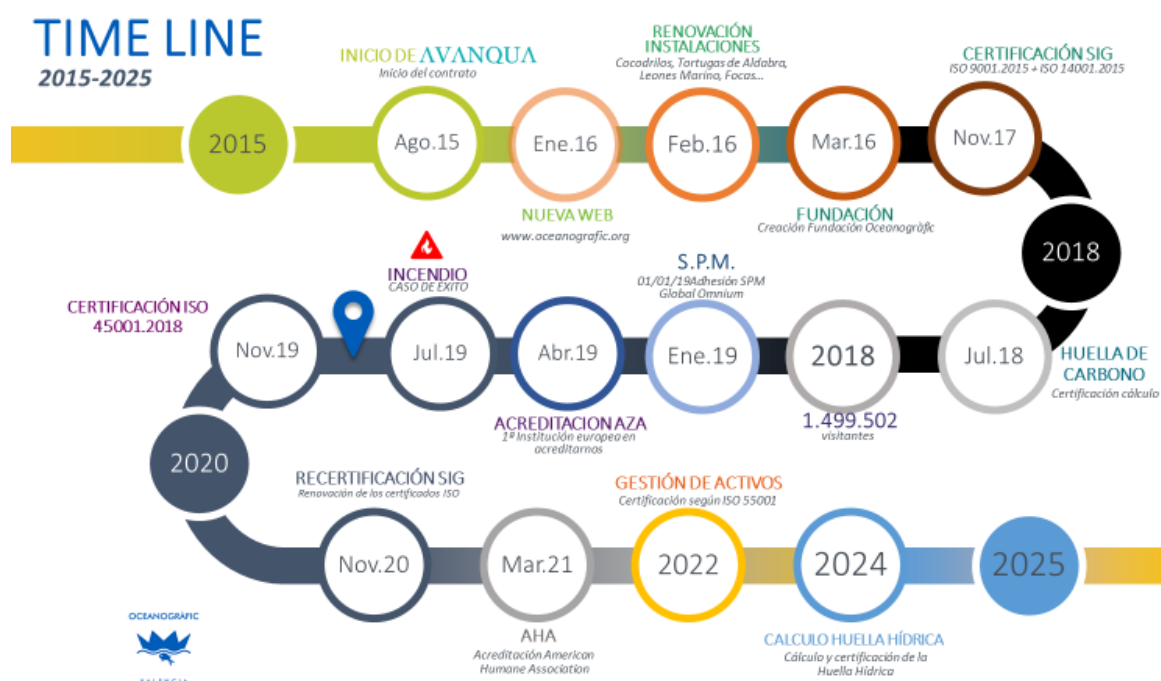 TIME LINE
2015-2025
INICIO DE AVANQUA
Inicio del contrato
RENOVACIÓN
INSTALACIONES
Cocodrilos, Tortugas de Aldabra,
Leones Marino, Focas...
CERTIFICACIÓN SIG
ISO 9001.2015 + ISO 14001.2015
2015
Ago.15
Ene.16
Feb.16
Mar.16
Nov.17
NUEVA WEB
www.oceanografic.org
FUNDACIÓN
Creación Fundación Oceanogràfic
2018
INCENDIO
CASO DE EXITO
S.P.M.
01/01/19Adhesión SPM
Global Omnium
CERTIFICACIÓN ISO
45001.2018
Nov.19
Jul.19
Abr.19
Ene.19
2018
Jul.18
HUELLA DE
CARBONO
Certificación cálculo
ACREDITACION AZA
1ª Institución europea en
acreditarnos
1.499.502
visitantes
2020
RECERTIFICACIÓN SIG
Renovación de los certificados ISO
GESTIÓN DE ACTIVOS
Certificación según ISO 55001
Nov.20
Mar.21
2022
2024
2025
OCEANOGRÀFIC
VALENCIA
AHA
Acreditación American
Humane Association
CALCULO HUELLA HÍDRICA
Cálculo y certificación de la
Huella Hídrica